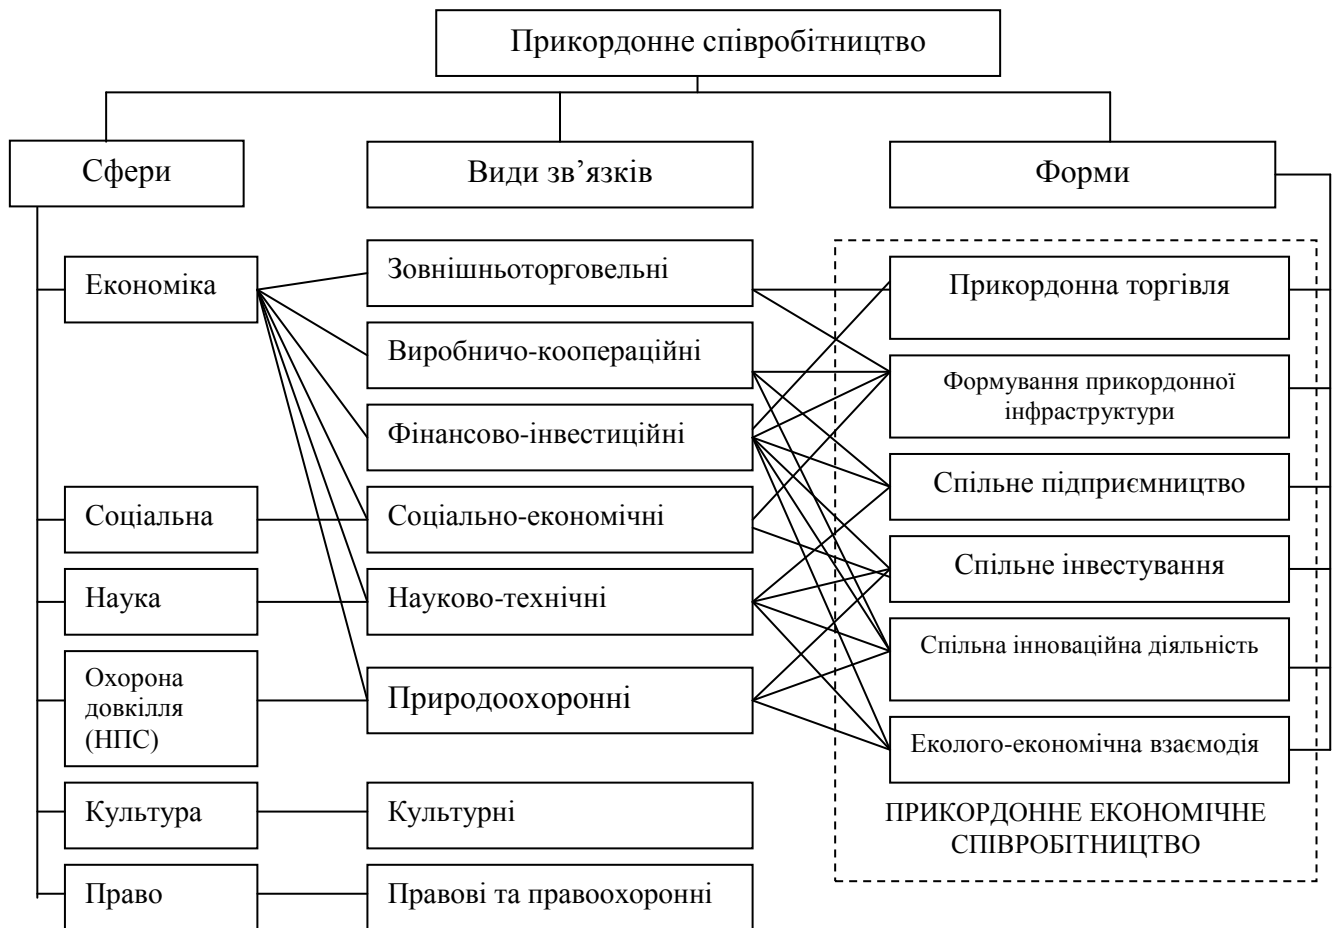 Прикордонне співробітництво
Сфери
Види зв’язків
Форми
Економіка
Соціальна
Наука
Охорона
довкілля
(НПС)
Культура
Право
Зовнішньоторговельні
Виробничо-коопераційні
Фінансово-інвестиційні
Соціально-економічні
Науково-технічні
Природоохоронні
Культурні
Правові та правоохоронні
Прикордонна торгівля
Формування прикордонної
інфраструктури
Спільне підприємництво
Спільне інвестування
Спільна інноваційна діяльність
Еколого-економічна взаємодія
ПРИКОРДОННЕ ЕКОНОМІЧНЕ
СПІВРОБІТНИЦТВО